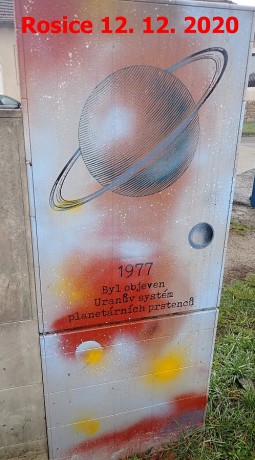 Rosice 12. 12. 2020
1977
Byl objeven
Uranův systém
planetárních prstenců